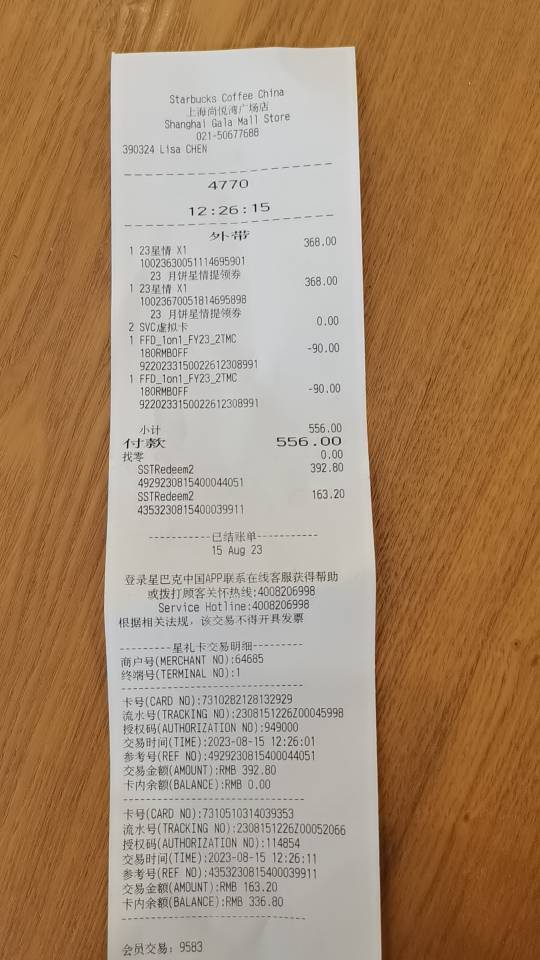 Starbucks Coffee China
上海尚悦湾广场店
Shanghai Gala Mall Store
021-50677688
390324 Lisa CHEN
4770
12:26:15
外带
1 23星情 X1 368.00
10023630051114695901
23 月饼星情提领券
1 23星情 X1 368.00
10023670051814695898
23 月饼星情提领券
2 SVC虚拟卡 0.00
1 FFD_1on1_FY23_2TMC
180RMBOFF -90.00
9220233150022612308991
1 FFD_1on1_FY23_2TMC
180RMBOFF -90.00
9220233150022612308991
小计 556.00
付款 556.00
找零 0.00
SSTRedeem2 392.80
4929230815400044051
SSTRedeem2 163.20
4353230815400039911
-----------已结账单-----------
15 Aug 23
登录星巴克中国APP联系在线客服获得帮助
或拨打顾客关怀热线:4008206998
Service Hotline:4008206998
根据相关法规，该交易不得开具发票
---------星礼卡交易明细---------
商户号(MERCHANT NO):64685
终端号(TERMINAL NO):1
卡号(CARD NO):7310282128132929
流水号(TRACKING NO):2308151226Z00045998
授权码(AUTHORIZATION NO):949000
交易时间(TIME):2023-08-15 12:26:01
参考号(REF NO):4929230815400044051
交易金额(AMOUNT):RMB 392.80
卡内余额(BALANCE):RMB 0.00
卡号(CARD NO):7310510314039353
流水号(TRACKING NO):2308151226Z00052066
授权码(AUTHORIZATION NO):114854
交易时间(TIME):2023-08-15 12:26:11
参考号(REF NO):4353230815400039911
交易金额(AMOUNT):RMB 163.20
卡内余额(BALANCE):RMB 336.80
会员交易: 9583